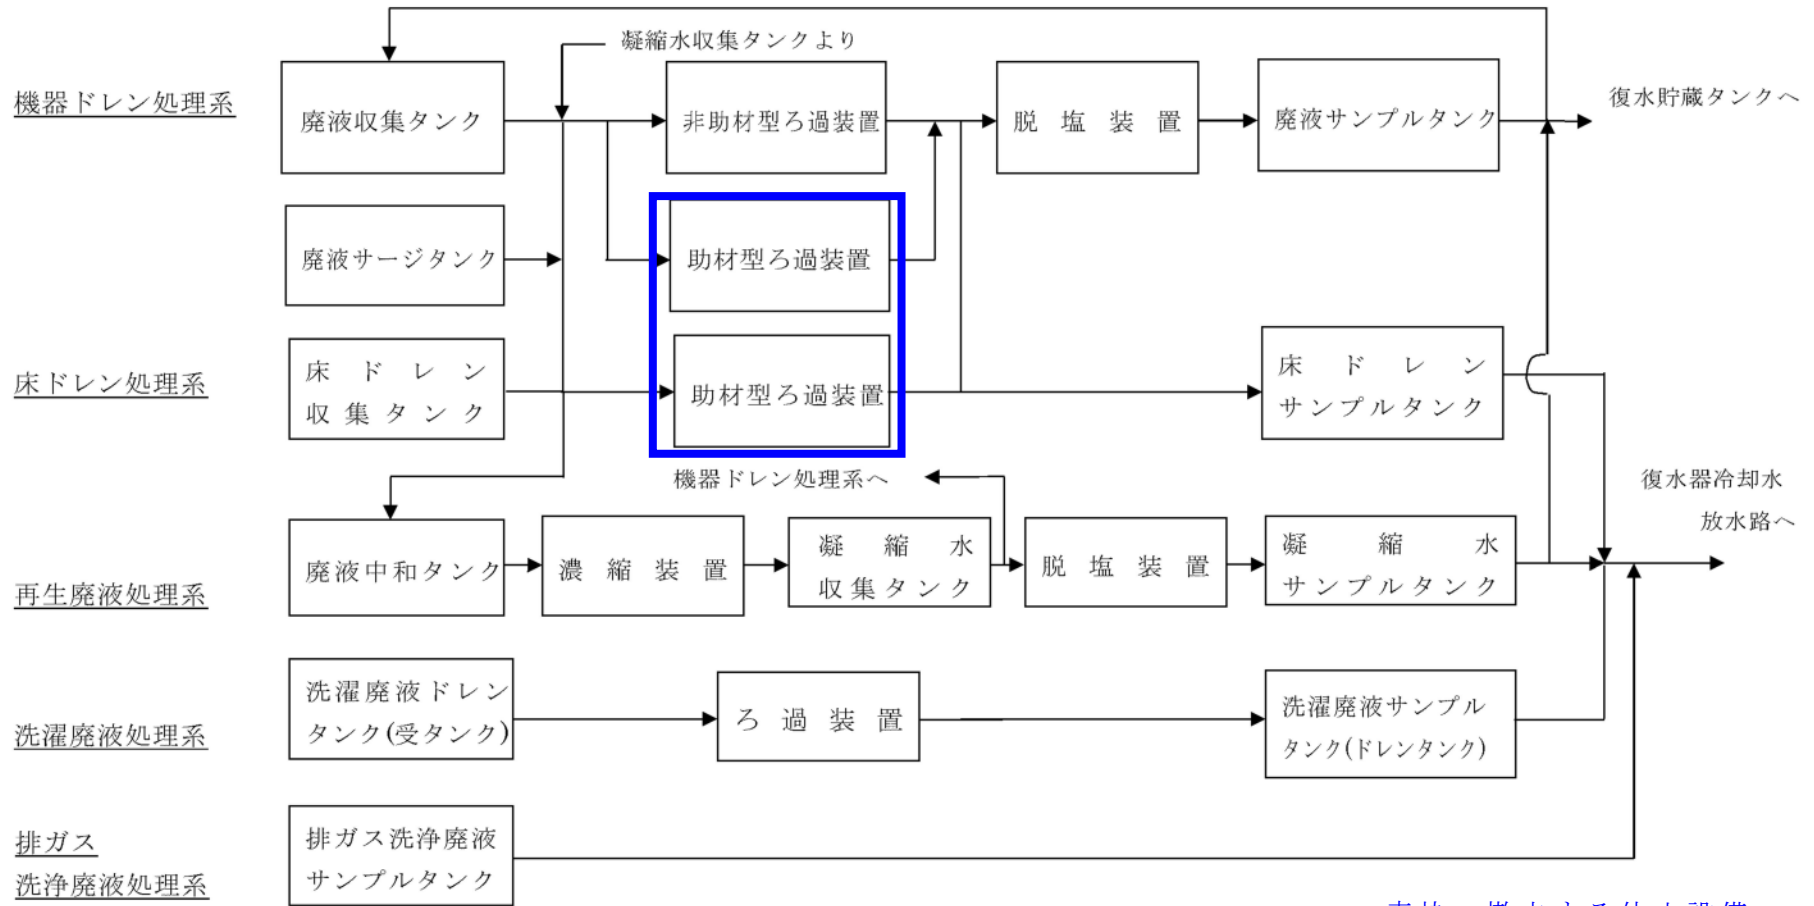 凝縮水収集タンクより
機器ドレン処理系
廃液収集タンク
非助材型ろ過装置
脱塩装置
廃液サンプルタンク
復水貯蔵タンクへ
廃液サージタンク
助材型ろ過装置
床ドレン処理系
床ドレン
収集タンク
助材型ろ過装置
床ドレン
サンプルタンク
機器ドレン処理系へ
復水器冷却水
放水路へ
再生廃液処理系
廃液中和タンク
濃縮装置
凝縮水
収集タンク
脱塩装置
凝縮水
サンプルタンク
洗濯廃液処理系
洗濯廃液ドレン
タンク(受タンク)
ろ過装置
洗濯廃液サンプル
タンク(ドレンタンク)
排ガス
洗浄廃液処理系
排ガス洗浄廃液
サンプルタンク